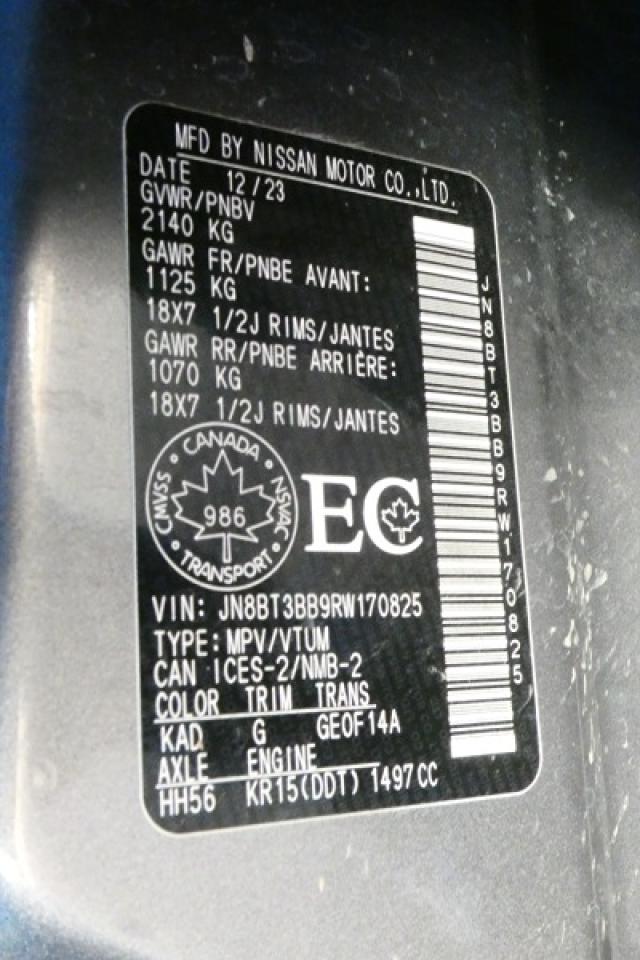 MFD BY NISSAN MOTOR CO.,LTD.
DATE 12/23
GVWR/PNBV
2140 KG
GAWR FR/PNBE AVANT:
1125 KG
18X7 1/2J RIMS/JANTES
GAWR RR/PNBE ARRIÈRE:
1070 KG
18X7 1/2J RIMS/JANTES
CANADA
CMVSS NSVAC
986
TRANSPORT
EC
VIN: JN8BT3BB9RW170825
TYPE: MPV/VTUM
CAN ICES-2/NMB-2
COLOR TRIM TRANS
KAD G GE0F14A
AXLE ENGINE
HH56 KR15(DDT) 1497CC
JN8BT3BB9RW170825